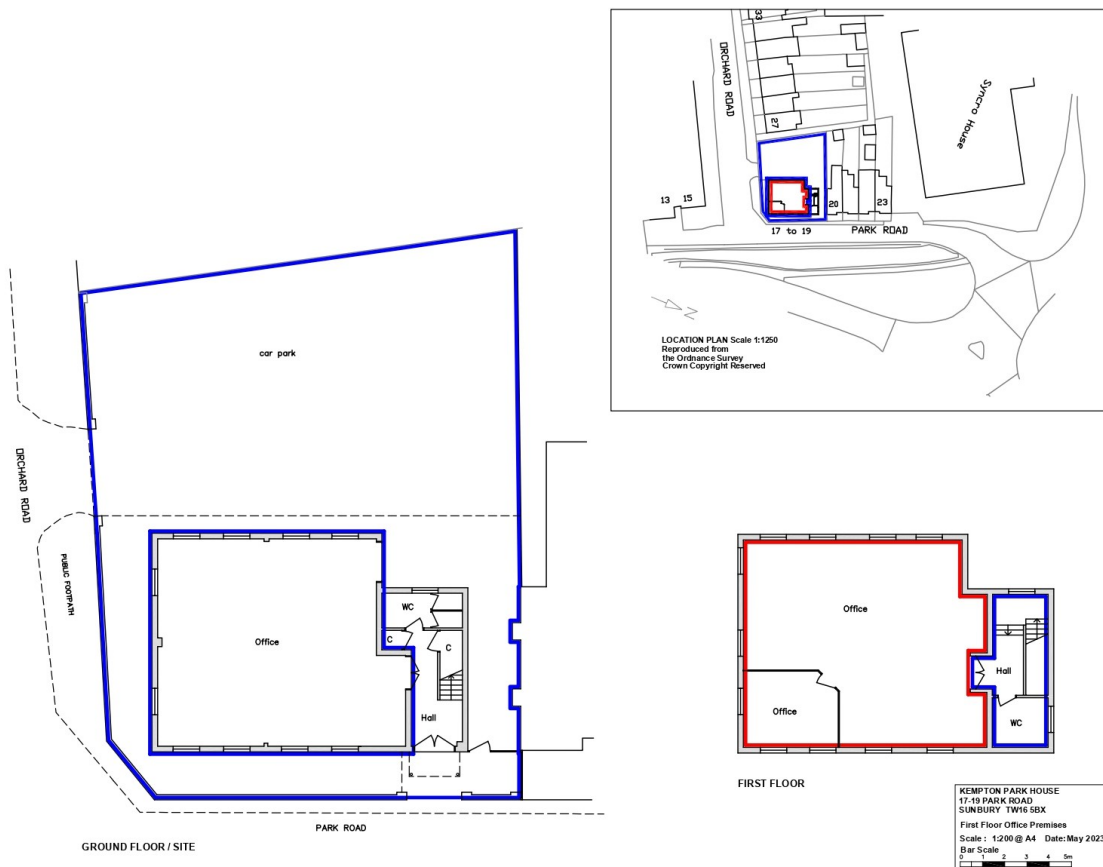 33
ORCHARD ROAD
27
Syncro House
13
15
20
23
17 to 19
PARK ROAD
N
LOCATION PLAN Scale 1:1250
Reproduced from
the Ordnance Survey
Crown Copyright Reserved
car park
ORCHARD ROAD
PUBLIC FOOTPATH
WC
C
C
Office
Hall
PARK ROAD
GROUND FLOOR / SITE
Office
Hall
Office
WC
FIRST FLOOR
KEMPTON PARK HOUSE
17-19 PARK ROAD
SUNBURY TW16 5BX
First Floor Office Premises
Scale : 1:200 @ A4 Date: May 2023
Bar Scale
0 1 2 3 4 5m